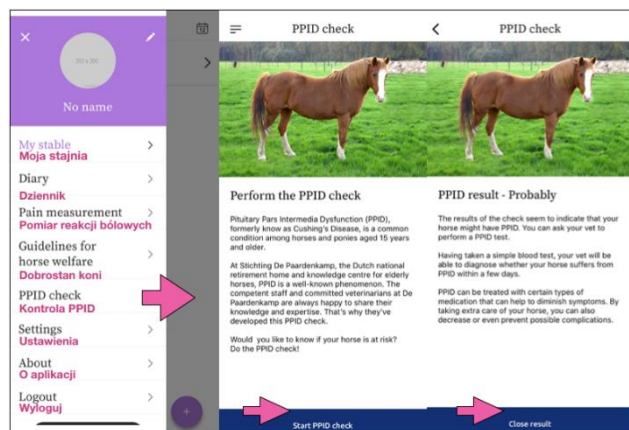 No name
My stable
Moja stajnia
Diary
Dziennik
Pain measurement
Pomiar reakcji bólowych
Guidelines for
horse welfare
Dobrostan koni
PPID check
Kontrola PPID
Settings
Ustawienia
About
O aplikacji
Logout
Wyloguj
PPID check
Perform the PPID check
Pituitary Pars Intermedia Dysfunction (PPID),
formerly know as Cushing's Disease, is a common
condition among horses and ponies aged 15 years
and older.
At Stichting De Paardenkamp, the Dutch national
retirement home and knowledge centre for elderly
horses, PPID is a well-known phenomenon. The
competent staff and committed veterinarians at De
Paardenkamp are always happy to share their
knowledge and expertise. That's why they've
developed this PPID check.
Would you like to know if your horse is at risk?
Do the PPID check!
Start PPID check
PPID check
PPID result - Probably
The results of the check seem to indicate that your
horse might have PPID. You can ask your vet to
perform a PPID test.
Having taken a simple blood test, your vet will be
able to diagnose whether your horse suffers from
PPID within a few days.
PPID can be treated with certain types of
medication that can help to diminish symptoms. By
taking extra care of your horse, you can also
decrease or even prevent possible complications.
Close result